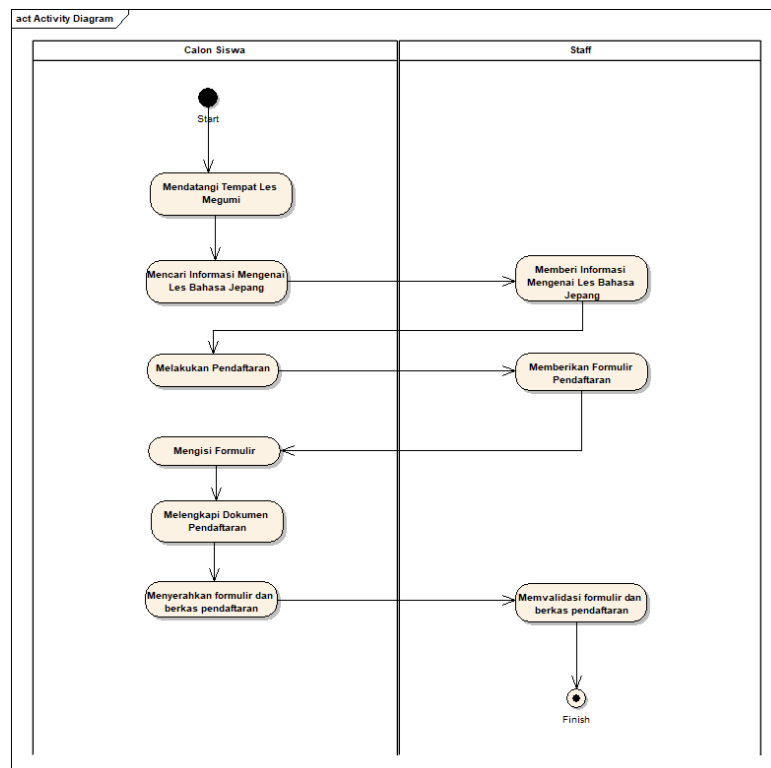 act Activity Diagram
Calon Siswa
Staff
Start
Mendatangi Tempat Les
Megumi
Mencari Informasi Mengenai
Les Bahasa Jepang
Memberi Informasi
Mengenai Les Bahasa
Jepang
Melakukan Pendaftaran
Memberikan Formulir
Pendaftaran
Mengisi Formulir
Melengkapi Dokumen
Pendaftaran
Menyerahkan formulir dan
berkas pendaftaran
Memvalidasi formulir dan
berkas pendaftaran
Finish